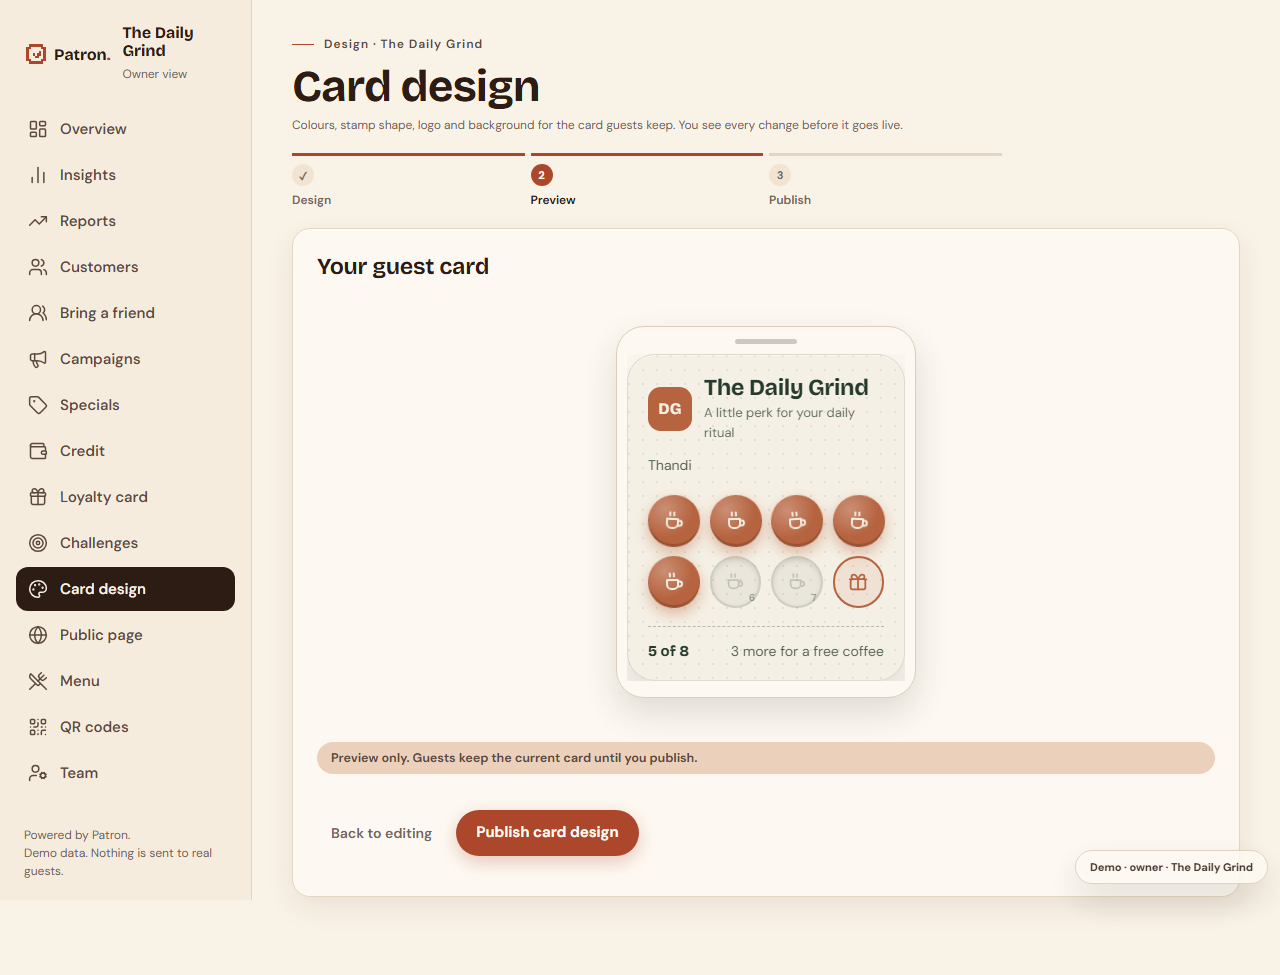 Patron.
The Daily
Grind
Owner view
Overview
Insights
Reports
Customers
Bring a friend
Campaigns
Specials
Credit
Loyalty card
Challenges
Card design
Public page
Menu
QR codes
Team
Powered by Patron.
Demo data. Nothing is sent to real
guests.
Design · The Daily Grind
Card design
Colours, stamp shape, logo and background for the card guests keep. You see every change before it goes live.
✓
Design
2
Preview
3
Publish
Your guest card
DG
The Daily Grind
A little perk for your daily
ritual
Thandi
6
7
5 of 8
3 more for a free coffee
Preview only. Guests keep the current card until you publish.
Back to editing
Publish card design
Demo · owner · The Daily Grind